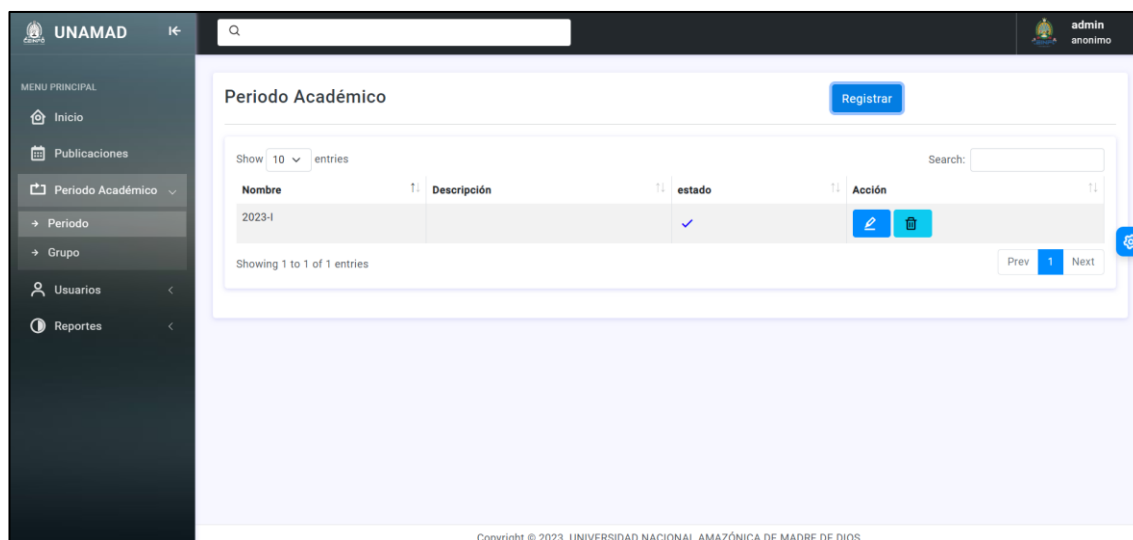 UNAMAD
admin
anonimo
MENU PRINCIPAL
Inicio
Publicaciones
Periodo Académico
Periodo
Grupo
Usuarios
Reportes
Periodo Académico
Registrar
Show 10 entries
Search:
Nombre Descripción estado Acción
2023-I
Showing 1 to 1 of 1 entries
Prev 1 Next
Copyright © 2023 UNIVERSIDAD NACIONAL AMAZÓNICA DE MADRE DE DIOS